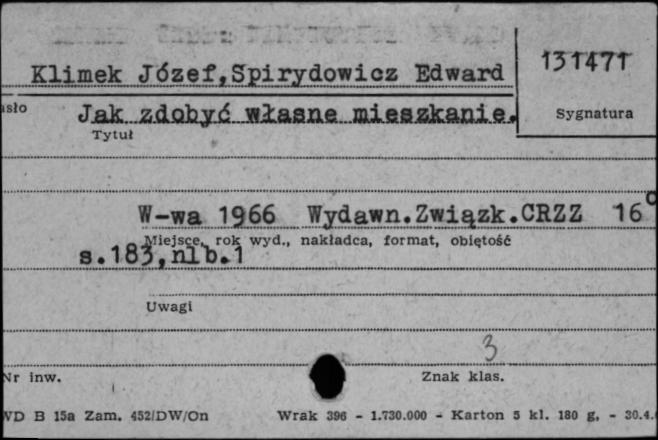 Klimek Józef,Spirydowicz Edward
131471
Sygnatura
asło
Jak zdobyć własne mieszkanie.
Tytuł
W-wa 1966 Wydawn.Związk.CRZZ 16°
Miejsce, rok wyd., nakładca, format, obiętość
s.183,nlb.1
Uwagi
3
Nr inw.
Znak klas.
WD B 15a Zam. 452/DW/On Wrak 396 - 1.730.000 - Karton 5 kl. 180 g. - 30.4.